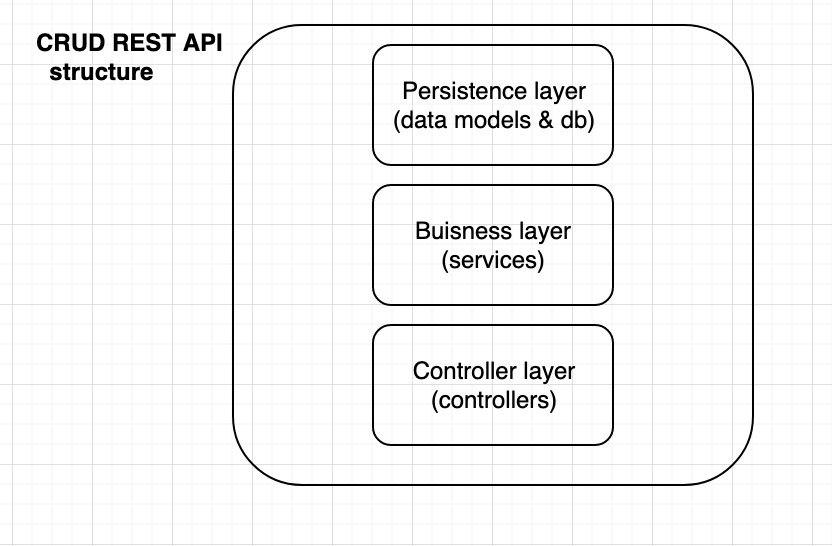 CRUD REST API
structure
Persistence layer
(data models & db)
Buisness layer
(services)
Controller layer
(controllers)